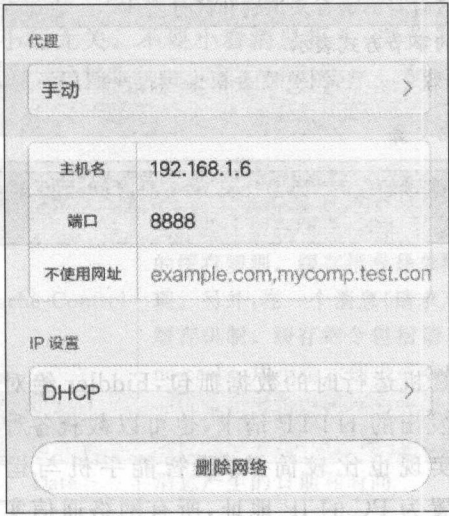 代理
手动
主机名 192.168.1.6
端口 8888
不使用网址 example.com,mycomp.test.con
IP 设置
DHCP
删除网络